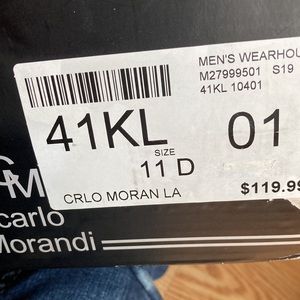 MEN'S WEARHOU
M27999501 S19
41KL 10401
41KL 01
SIZE
11 D
CRLO MORAN LA
$119.99
CM
carlo
Morandi